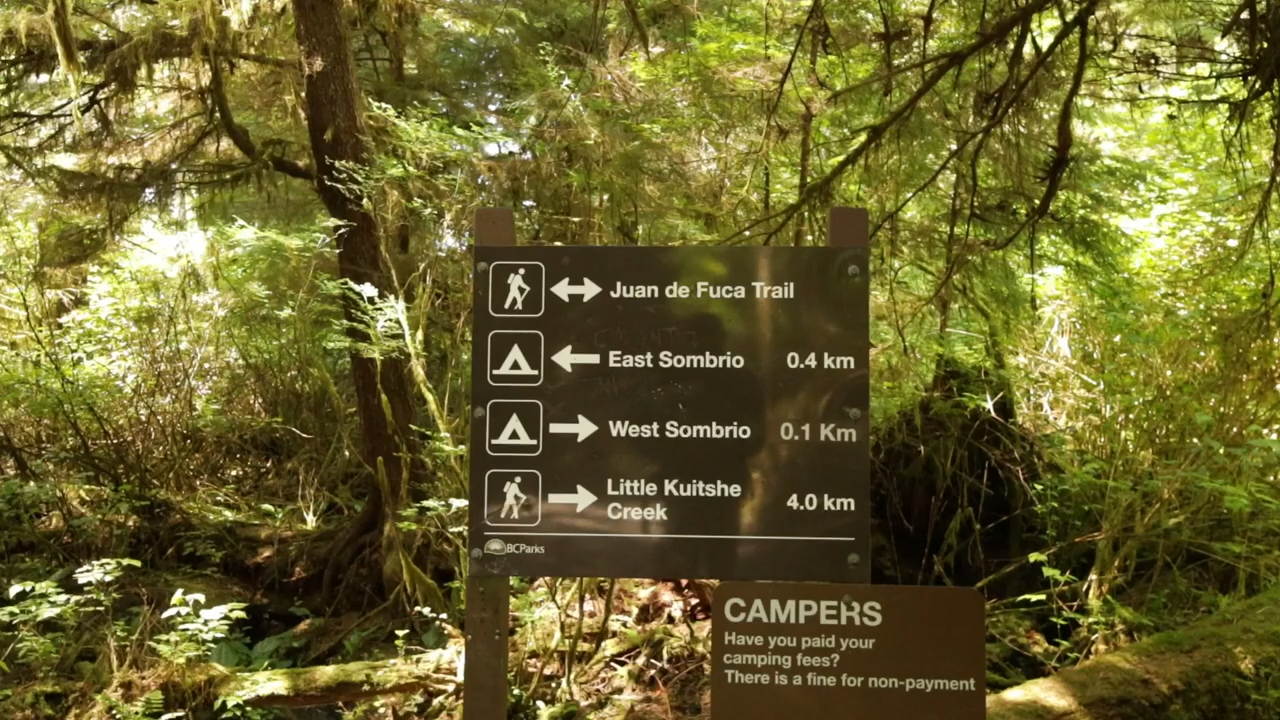 Juan de Fuca Trail
East Sombrio 0.4 km
West Sombrio 0.1 Km
Little Kuitshe
Creek 4.0 km
BCParks
CAMPERS
Have you paid your
camping fees?
There is a fine for non-payment